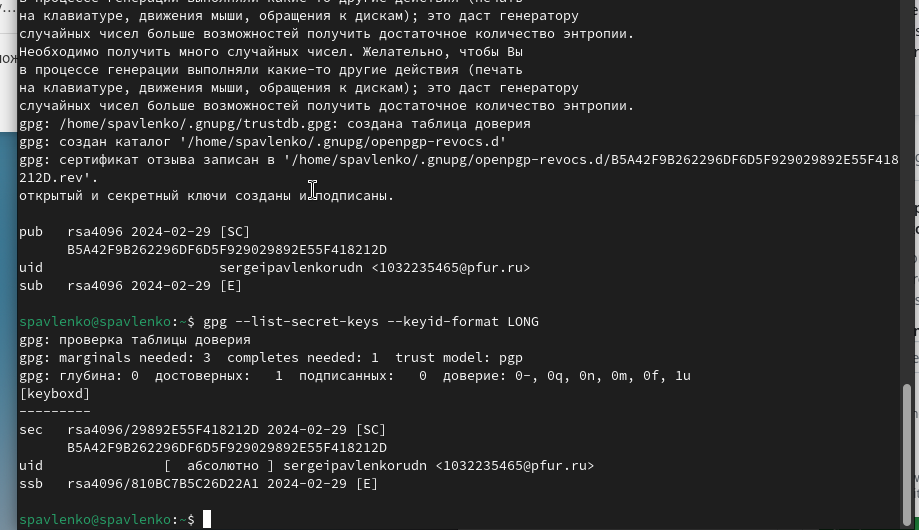 на клавиатуре, движения мыши, обращения к дискам); это даст генератору
случайных чисел больше возможностей получить достаточное количество энтропии.
Необходимо получить много случайных чисел. Желательно, чтобы Вы
в процессе генерации выполняли какие-то другие действия (печать
на клавиатуре, движения мыши, обращения к дискам); это даст генератору
случайных чисел больше возможностей получить достаточное количество энтропии.
gpg: /home/spavlenko/.gnupg/trustdb.gpg: создана таблица доверия
gpg: создан каталог '/home/spavlenko/.gnupg/openpgp-revocs.d'
gpg: сертификат отзыва записан в '/home/spavlenko/.gnupg/openpgp-revocs.d/B5A42F9B262296DF6D5F929029892E55F418
212D.rev'.
открытый и секретный ключи созданы и подписаны.
pub   rsa4096 2024-02-29 [SC]
      B5A42F9B262296DF6D5F929029892E55F418212D
uid                      sergeipavlenkorudn <1032235465@pfur.ru>
sub   rsa4096 2024-02-29 [E]
spavlenko@spavlenko:~$ gpg --list-secret-keys --keyid-format LONG
gpg: проверка таблицы доверия
gpg: marginals needed: 3  completes needed: 1  trust model: pgp
gpg: глубина: 0  достоверных:   1  подписанных:   0  доверие: 0-, 0q, 0n, 0m, 0f, 1u
[keyboxd]
---------
sec   rsa4096/29892E55F418212D 2024-02-29 [SC]
      B5A42F9B262296DF6D5F929029892E55F418212D
uid               [  абсолютно ] sergeipavlenkorudn <1032235465@pfur.ru>
ssb   rsa4096/810BC7B5C26D22A1 2024-02-29 [E]
spavlenko@spavlenko:~$